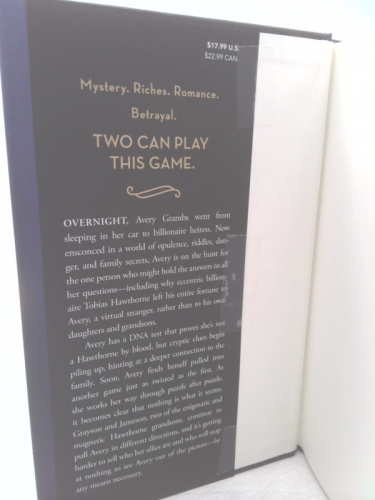 $17.99 U.S.
$22.99 CAN.
Mystery. Riches. Romance.
Betrayal.
TWO CAN PLAY
THIS GAME.
OVERNIGHT, Avery Grambs went from
sleeping in her car to billionaire heiress. Now
ensconced in a world of opulence, riddles, dan-
ger, and family secrets, Avery is on the hunt for
the one person who might hold the answers to all
her questions—including why eccentric billion-
aire Tobias Hawthorne left his entire fortune to
Avery, a virtual stranger, rather than to his own
daughters and grandsons.
Avery has a DNA test that proves she's not
a Hawthorne by blood, but cryptic clues begin
piling up, hinting at a deeper connection to the
family. Soon, Avery finds herself pulled into
another game just as twisted as the first. As
she works her way through puzzle after puzzle,
it becomes clear that nothing is what it seems.
Grayson and Jameson, two of the enigmatic and
magnetic Hawthorne grandsons, continue to
pull Avery in different directions, and it's getting
harder to tell who her allies are and who will stop
at nothing to see Avery out of the picture—by
any means necessary.